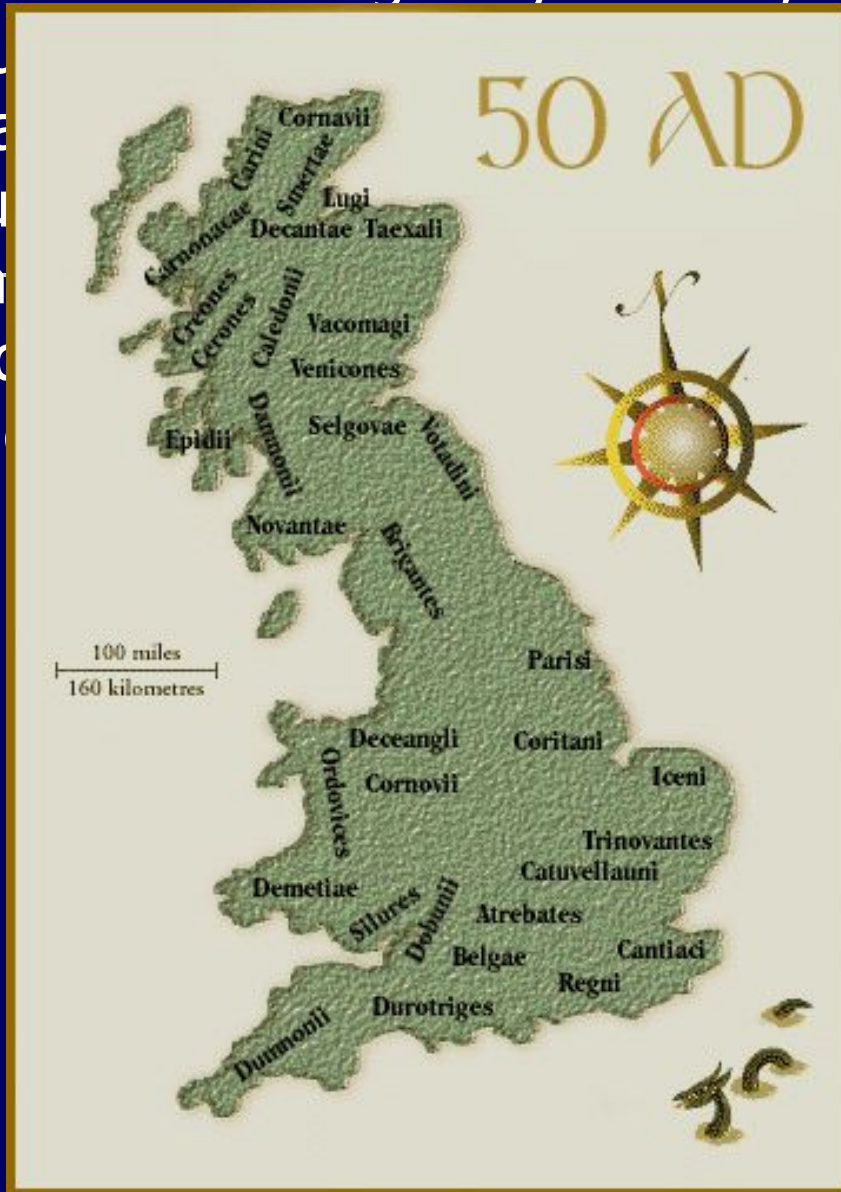 50 AD
Cornavii
Carini
Smertae
Lugi
Decantae Taexali
Carnonacae
Creones
Cerones
Caledonii
Vacomagi
Venicones
Damnonii
Selgovae
Votadini
Epidii
N
Novantae
Brigantes
100 miles
160 kilometres
Parisi
Deceangli
Coritani
Ordovices
Cornovii
Iceni
Trinovantes
Catuvellauni
Demetiae
Silures
Dobunii
Atrebates
Belgae
Cantiaci
Regni
Durotriges
Dumnonii